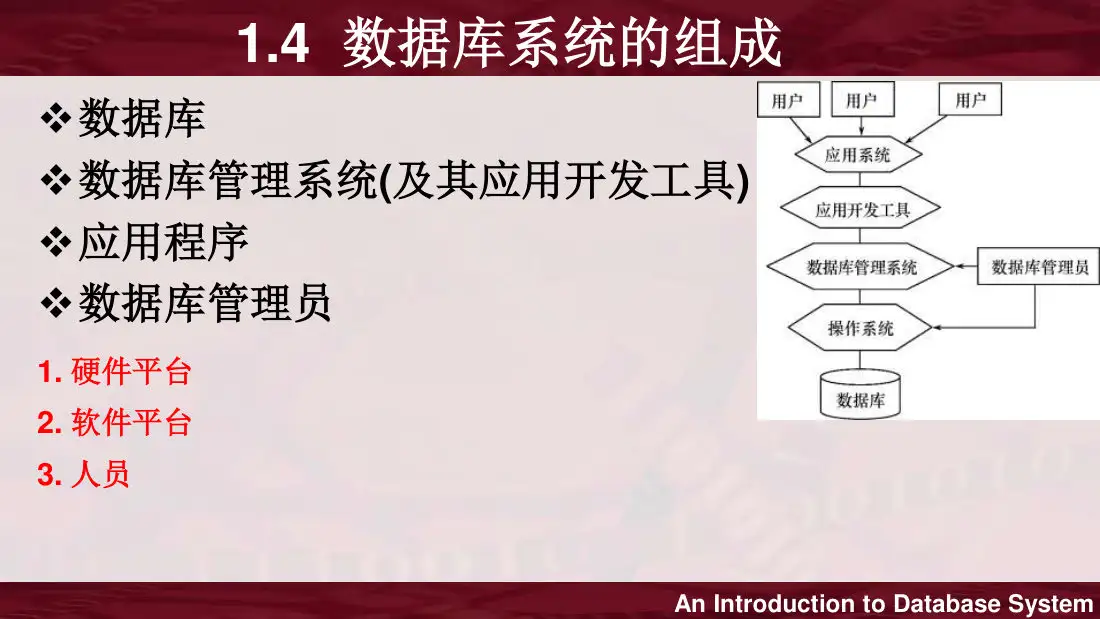 1.4 数据库系统的组成
❖数据库
❖数据库管理系统(及其应用开发工具)
❖应用程序
❖数据库管理员
1. 硬件平台
2. 软件平台
3. 人员
用户 用户 用户
应用系统
应用开发工具
数据库管理系统 数据库管理员
操作系统
数据库
An Introduction to Database System